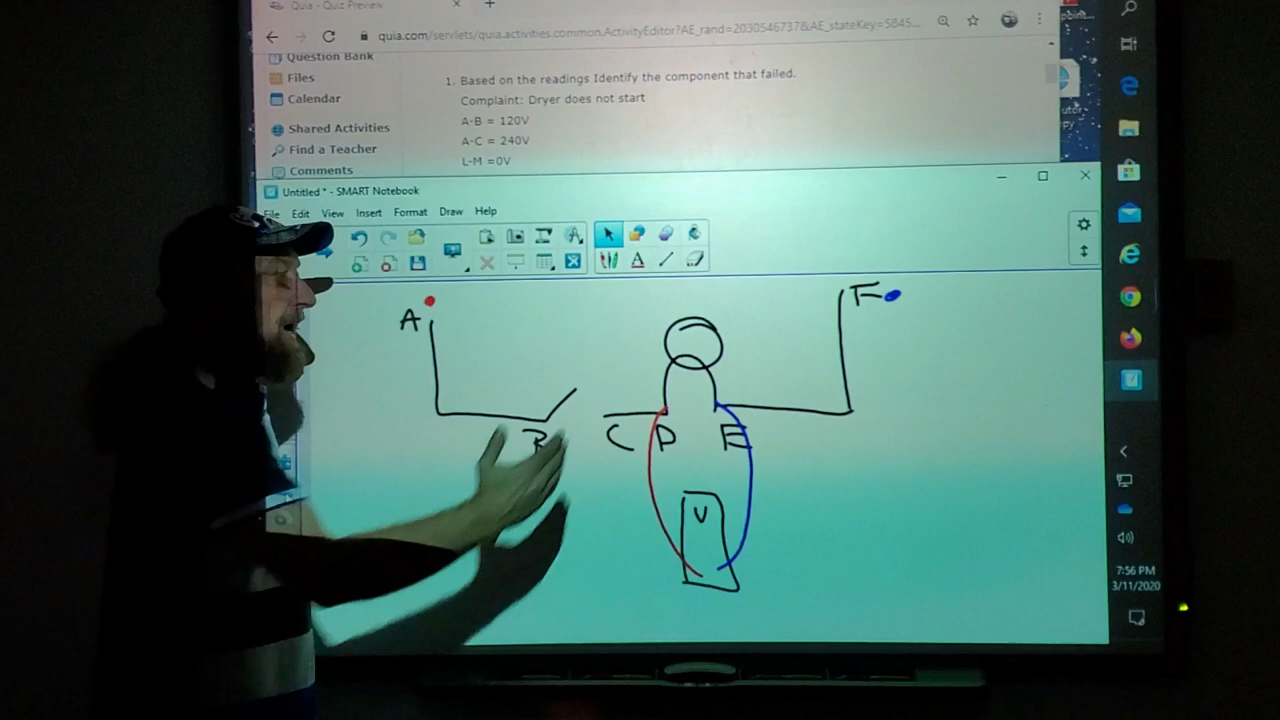 Quia - Quiz Preview
quia.com/servlets/quia.activities.common.ActivityEditor?AE_rand=2030546737&AE_stateKey=5845...
Question Bank
Files
Calendar
Shared Activities
Find a Teacher
Comments
1. Based on the readings Identify the component that failed.
Complaint: Dryer does not start
A-B = 120V
A-C = 240V
L-M =0V
Untitled * - SMART Notebook
File Edit View Insert Format Draw Help
A
F
B C D E
V
7:56 PM
3/11/2020